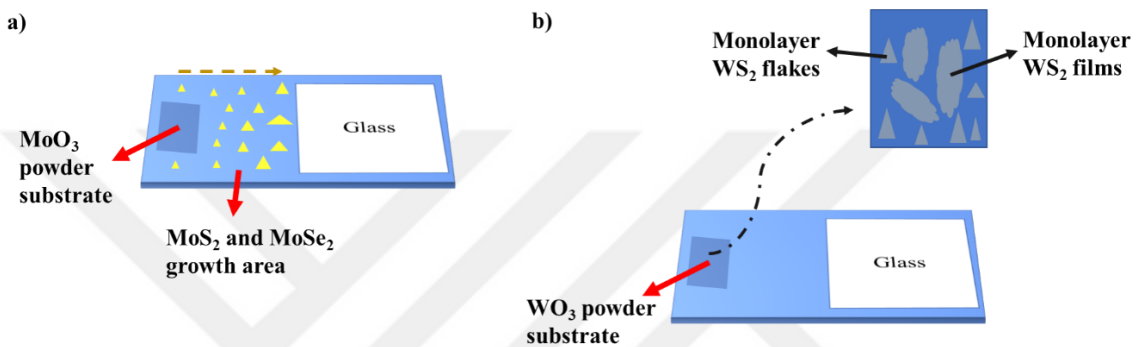 a)
MoO₃
powder
substrate
Glass
MoS₂ and MoSe₂
growth area
b)
Monolayer
WS₂ flakes
Monolayer
WS₂ films
Glass
WO₃ powder
substrate